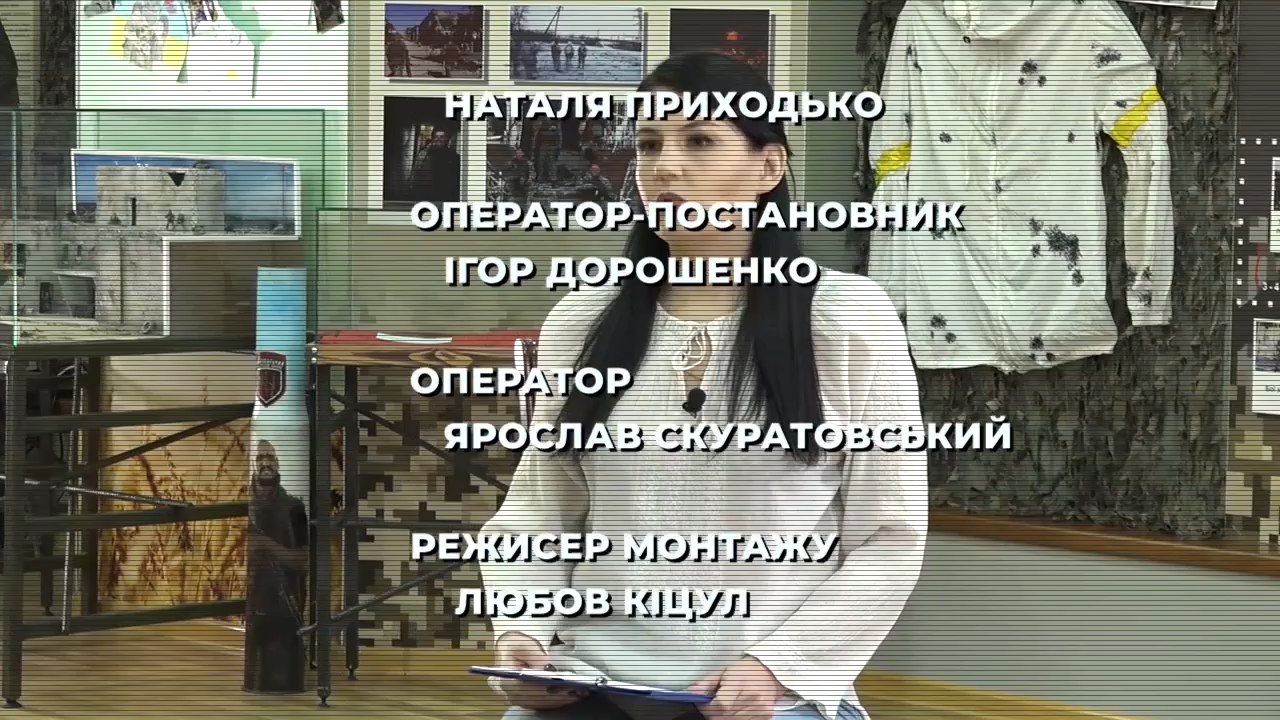 НАТАЛЯ ПРИХОДЬКО
ОПЕРАТОР-ПОСТАНОВНИК
ІГОР ДОРОШЕНКО
ОПЕРАТОР
ЯРОСЛАВ СКУРАТОВСЬКИЙ
РЕЖИСЕР МОНТАЖУ
ЛЮБОВ КІЦУЛ